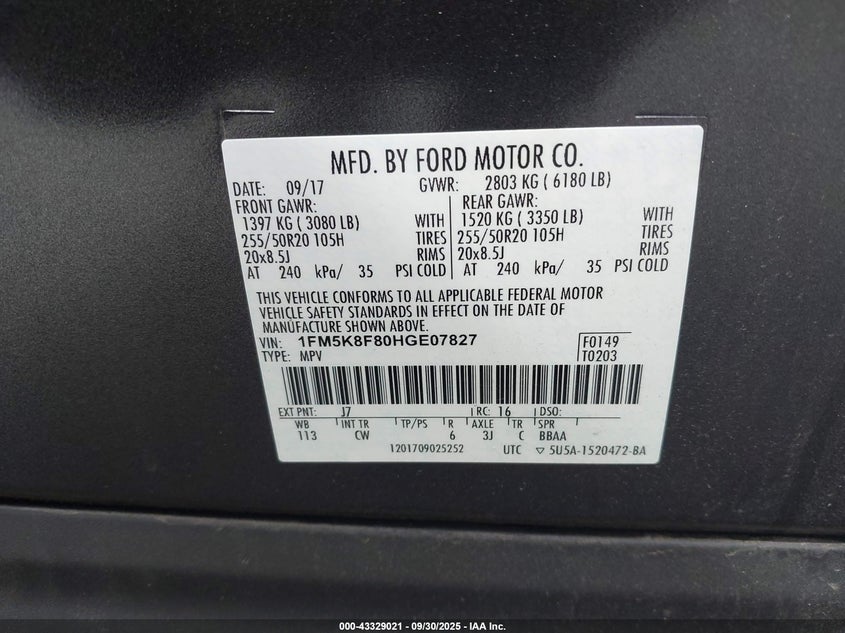 MFD. BY FORD MOTOR CO.
DATE: 09/17 GVWR: 2803 KG ( 6180 LB)
FRONT GAWR: REAR GAWR:
1397 KG ( 3080 LB) WITH 1520 KG ( 3350 LB) WITH
255/50R20 105H TIRES 255/50R20 105H TIRES
20x8.5J RIMS 20x8.5J RIMS
AT 240 kPa/ 35 PSI COLD AT 240 kPa/ 35 PSI COLD
THIS VEHICLE CONFORMS TO ALL APPLICABLE FEDERAL MOTOR
VEHICLE SAFETY STANDARDS IN EFFECT ON THE DATE OF
MANUFACTURE SHOWN ABOVE.
VIN: 1FM5K8F80HGE07827 F0149
TYPE: MPV T0203
EXT PNT: J7 RC: 16 DSO:
WB INT TR TP/PS R AXLE TR SPR
113 CW 6 3J C BBAA
1201709025252 UTC ▽ 5U5A-1520472-BA
000-43329021 - 09/30/2025 - IAA Inc.